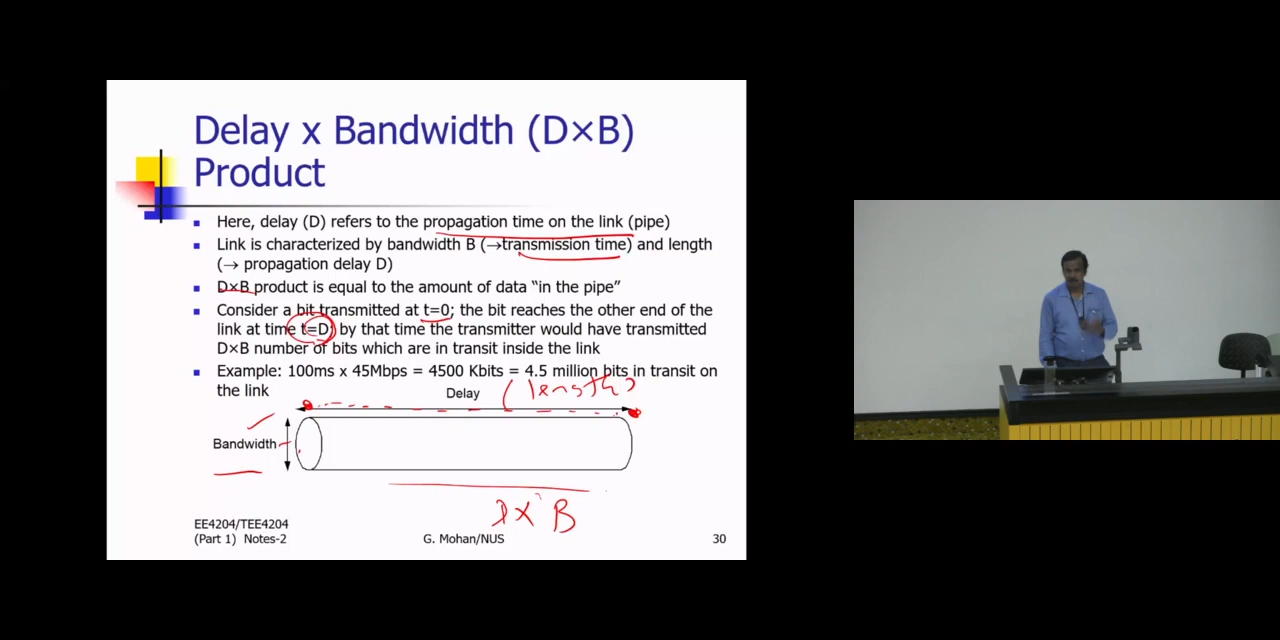 Delay x Bandwidth (D×B)
Product
Here, delay (D) refers to the propagation time on the link (pipe)
Link is characterized by bandwidth B (→transmission time) and length
(→ propagation delay D)
D×B product is equal to the amount of data “in the pipe”
Consider a bit transmitted at t=0; the bit reaches the other end of the
link at time t=D; by that time the transmitter would have transmitted
D×B number of bits which are in transit inside the link
Example: 100ms x 45Mbps = 4500 Kbits = 4.5 million bits in transit on
the link
Delay (length)
Bandwidth
D×B
EE4204/TEE4204
(Part 1) Notes-2
G. Mohan/NUS
30